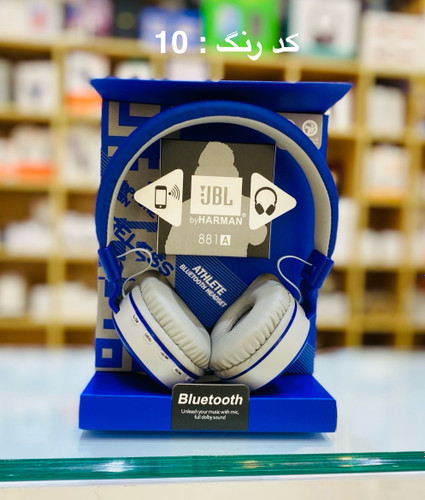 کد رنگ : 10
JBL
by HARMAN®
881A
ATHLETE
BLUETOOTH HEADSET
Bluetooth
Unleash your music with mic,
full dolby sound